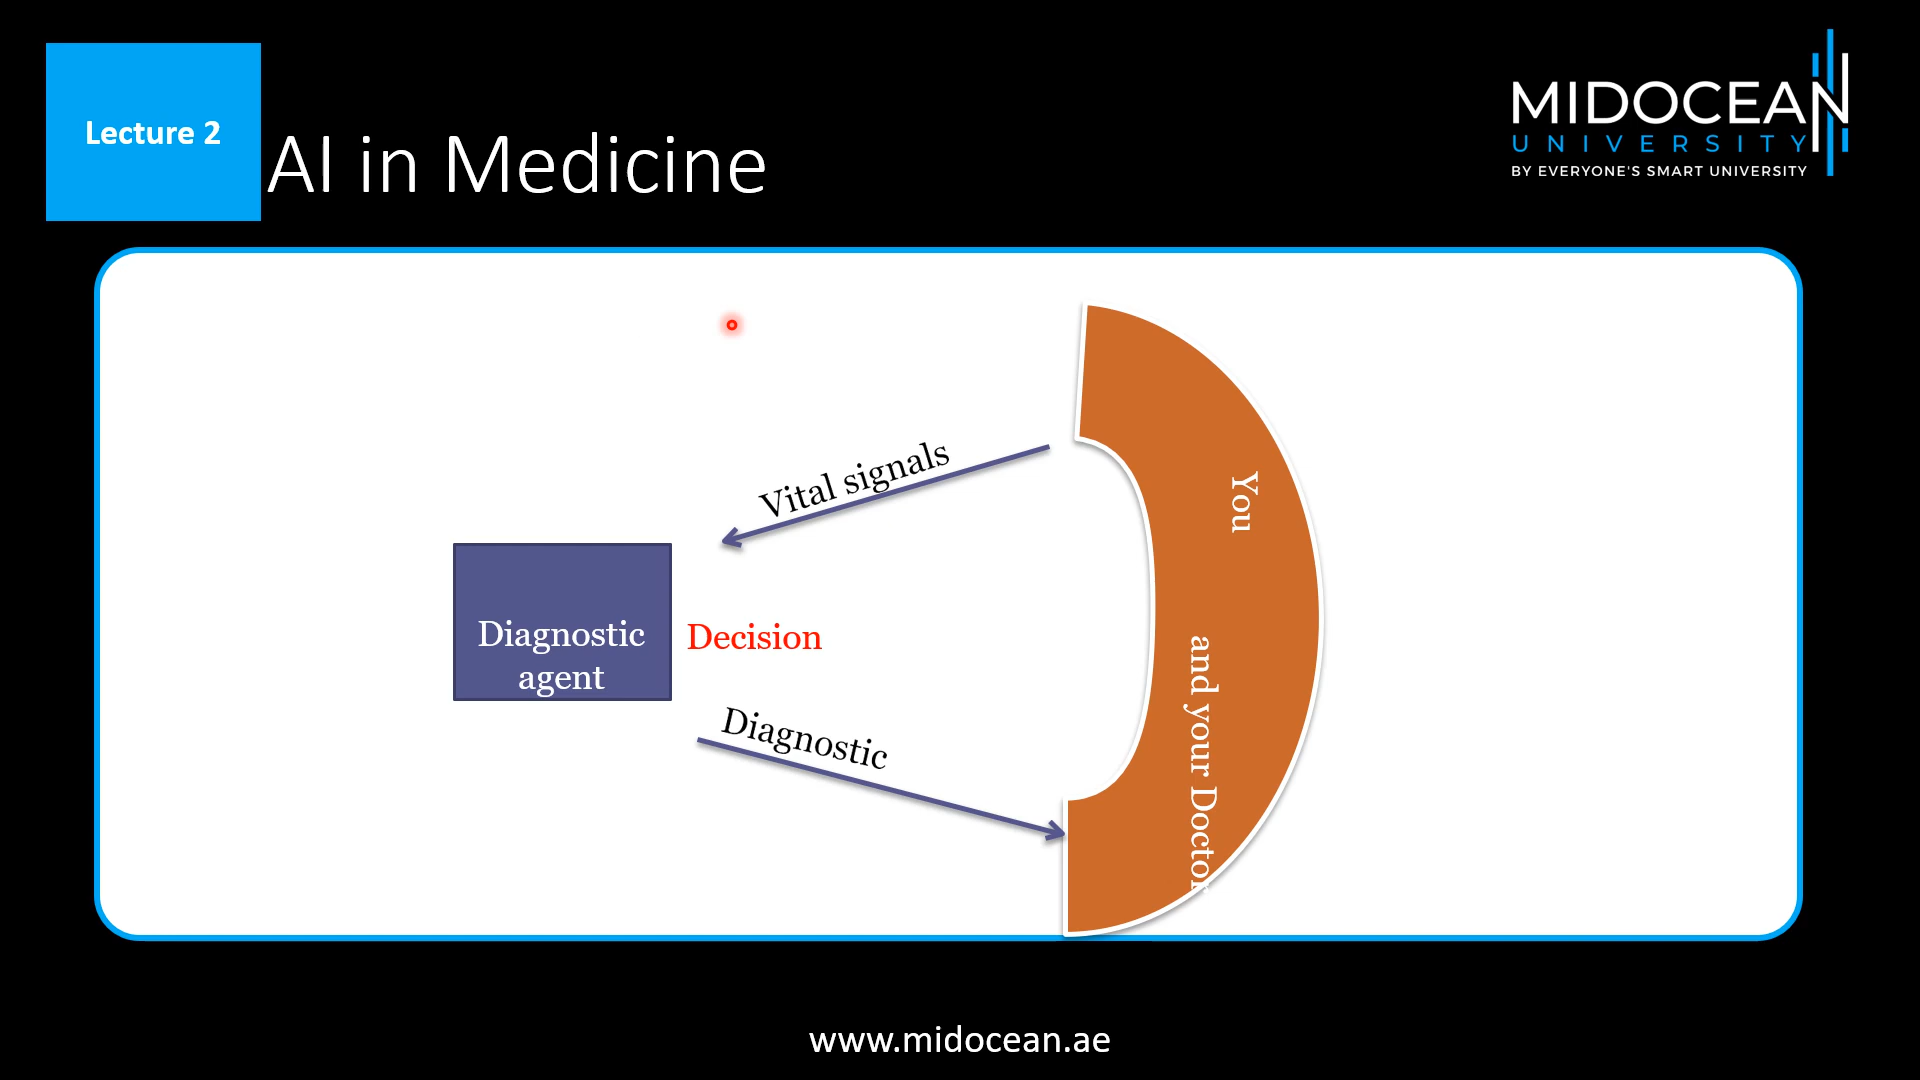 Lecture 2
AI in Medicine
MIDOCEAN
UNIVERSITY
BY EVERYONE'S SMART UNIVERSITY
Vital signals
You
Diagnostic
agent
Decision
and your Doctor
Diagnostic
www.midocean.ae